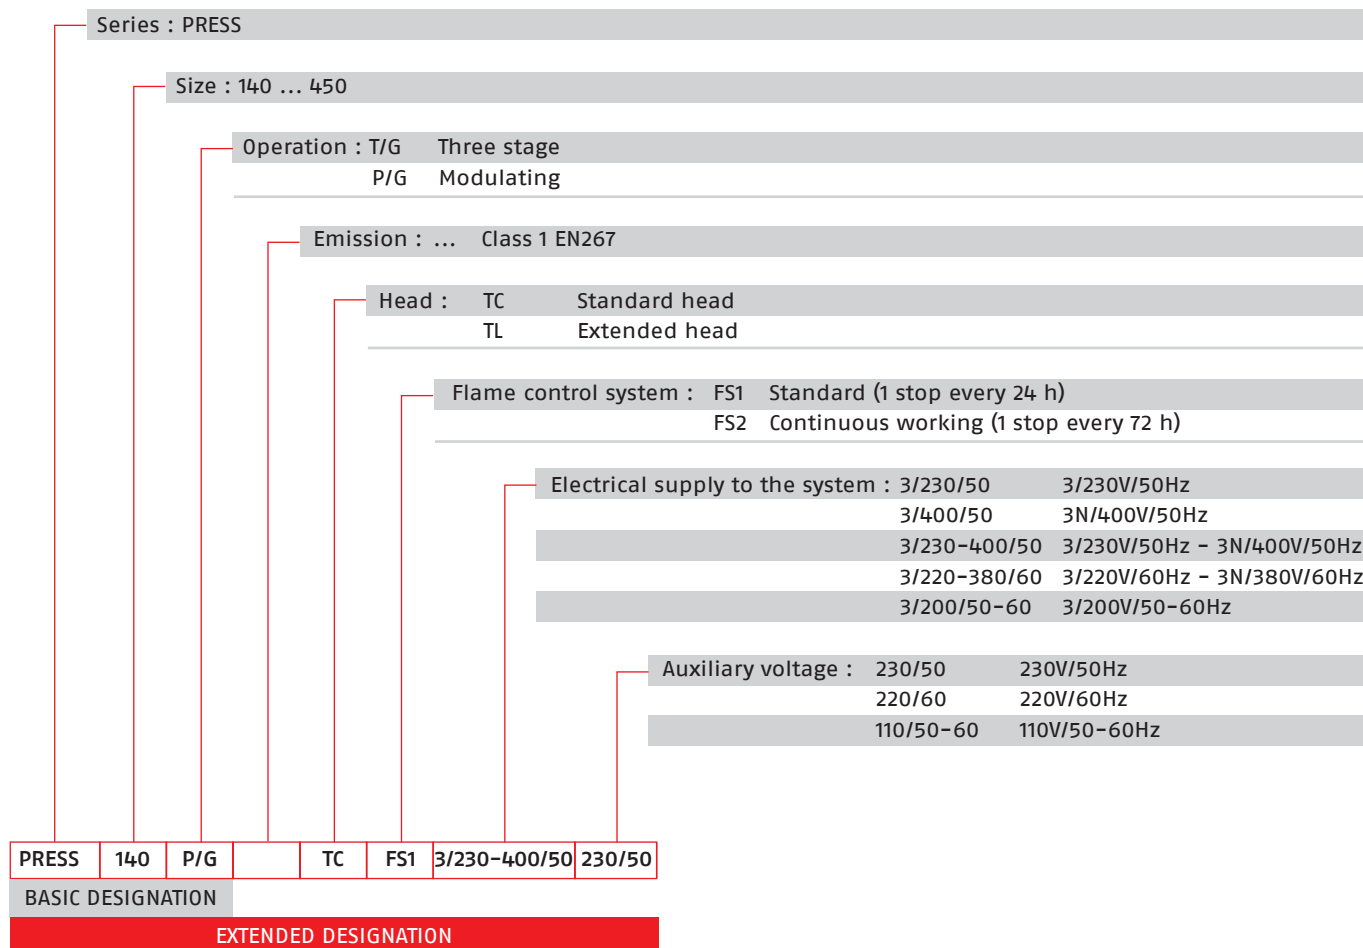 Series : PRESS
Size : 140 ... 450
Operation : T/G Three stage
P/G Modulating
Emission : ... Class 1 EN267
Head : TC Standard head
TL Extended head
Flame control system : FS1 Standard (1 stop every 24 h)
FS2 Continuous working (1 stop every 72 h)
Electrical supply to the system : 3/230/50 3/230V/50Hz
3/400/50 3N/400V/50Hz
3/230-400/50 3/230V/50Hz - 3N/400V/50Hz
3/220-380/60 3/220V/60Hz - 3N/380V/60Hz
3/200/50-60 3/200V/50-60Hz
Auxiliary voltage : 230/50 230V/50Hz
220/60 220V/60Hz
110/50-60 110V/50-60Hz
PRESS 140 P/G TC FS1 3/230-400/50 230/50
BASIC DESIGNATION
EXTENDED DESIGNATION